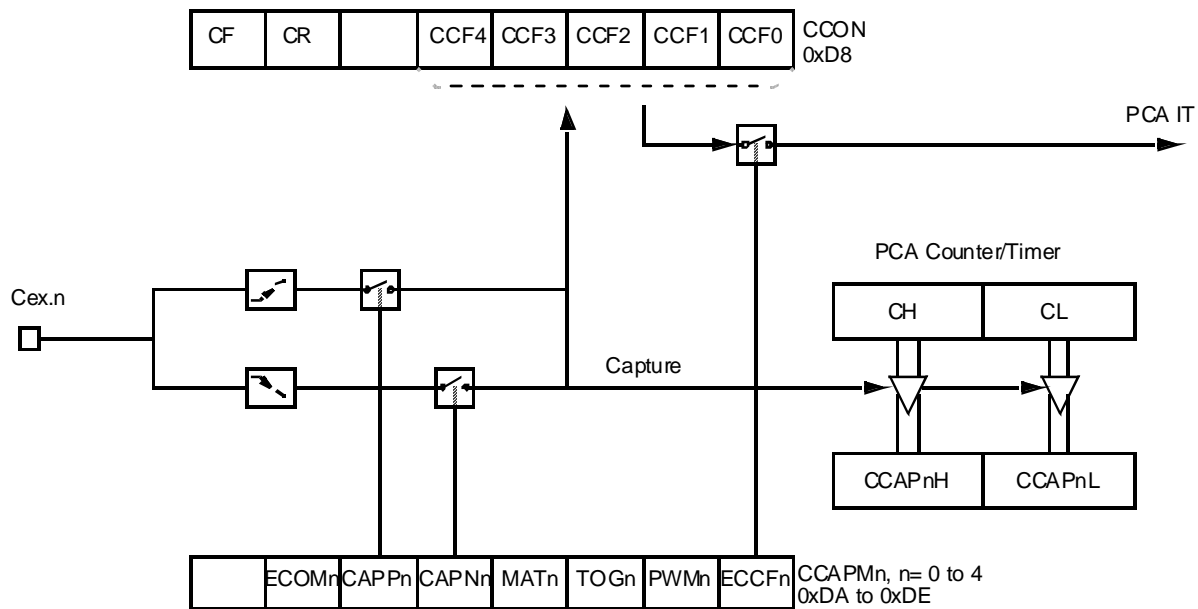 CF CR CCF4 CCF3 CCF2 CCF1 CCF0 CCON
0xD8
PCA IT
PCA Counter/Timer
Cex.n
CH CL
Capture
CCAPnH CCAPnL
ECOMn CAPPn CAPNn MATn TOGn PWMn ECCFn CCAPMn, n= 0 to 4
0xDA to 0xDE